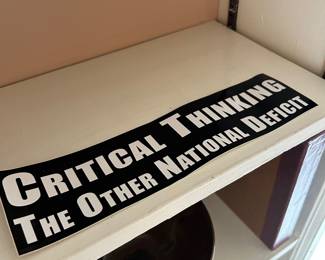 CRITICAL THINKING
THE OTHER NATIONAL DEFICIT